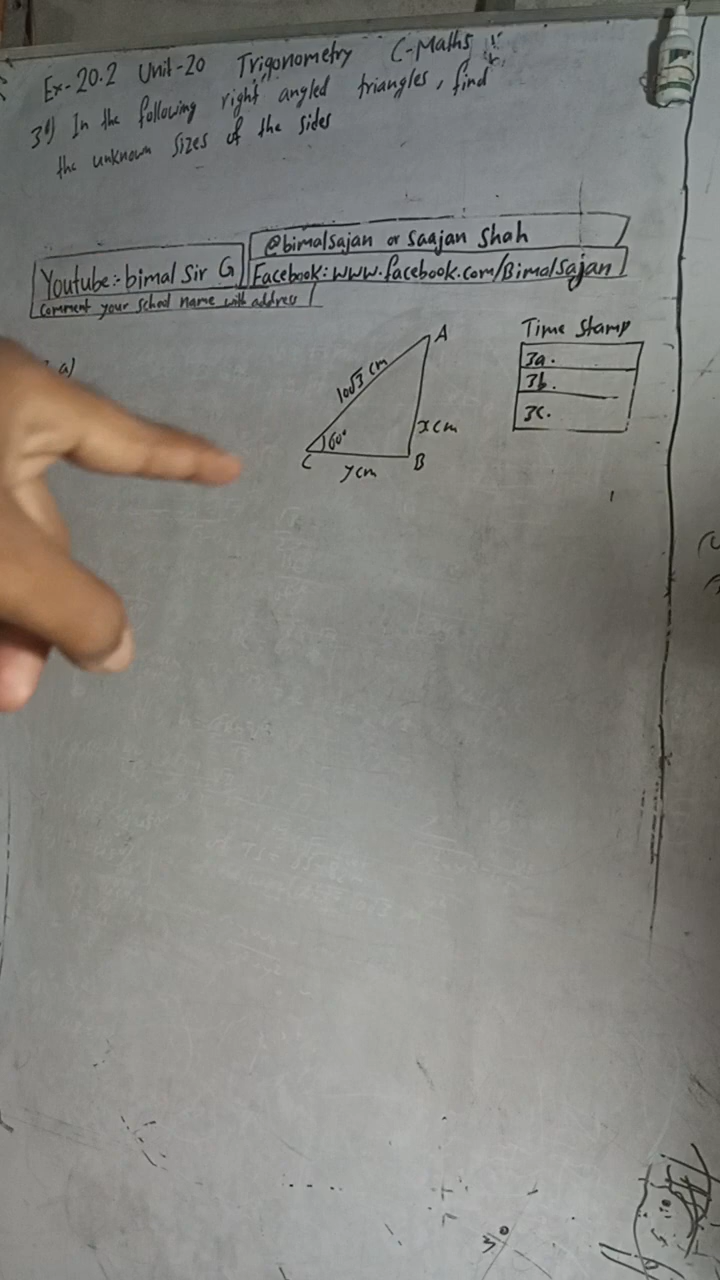 Ex-20.2 Unit-20 Trigonometry C-Maths
3) In the following right angled triangles, find
the unknown sizes of the sides
@bimalsajan or Saajan Shah
Youtube:- bimal Sir G
Facebook: www.facebook.com/Bimalsajan
Comment your school name with address
a)
A
10√3 cm
60°
x cm
C
B
y cm
Time Stamp
3a.
3b.
3c.